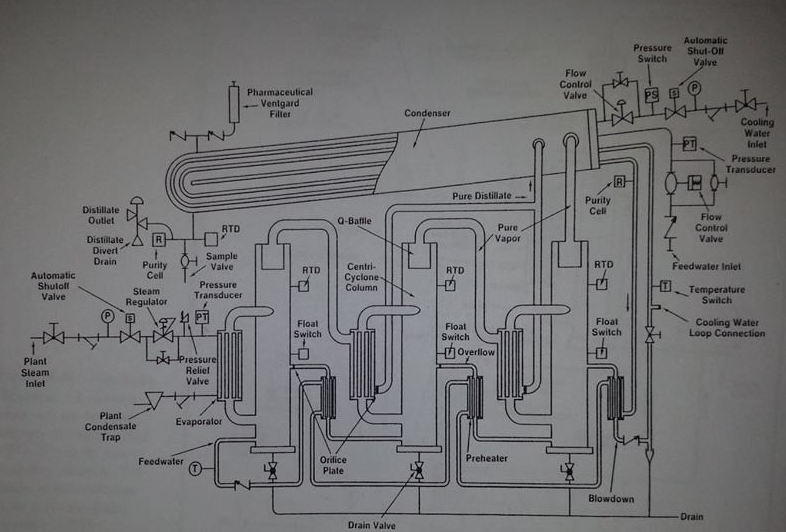 Automatic
Shut-Off
Valve
Pressure
Switch
Flow
Control
Valve
PS
S
P
Pharmaceutical
Ventgard
Filter
Condenser
Cooling
Water
Inlet
PT
Pressure
Transducer
Pure Distillate
Purity
Cell
R
Flow
Control
Valve
Distillate
Outlet
Q-Baffle
Pure
Vapor
RTD
R
Distillate
Divert
Drain
Purity
Cell
Sample
Valve
Feedwater Inlet
Automatic
Shutoff
Valve
Steam
Regulator
Pressure
Transducer
RTD
Centri-
Cyclone
Column
RTD
RTD
T
Temperature
Switch
P
S
PT
Float
Switch
Float
Switch
Float
Switch
Cooling Water
Loop Connection
Plant
Steam
Inlet
Pressure
Relief
Valve
Overflow
Plant
Condensate
Trap
Evaporator
Feedwater
T
Orifice
Plate
Preheater
Blowdown
Drain Valve
Drain